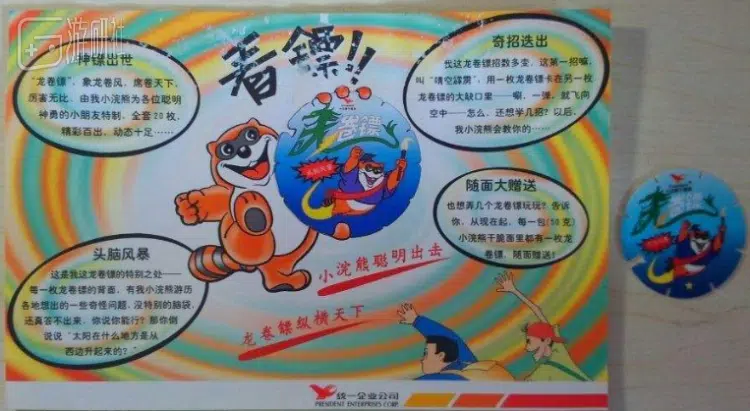 游研社
看镖!!
神镖出世
“龙卷镖”，象龙卷风，席卷天下，
厉害无比，由我小浣熊为各位聪明
神勇的小朋友特制，全套20枚，
精彩百出，动态十足……
奇招迭出
我这龙卷镖招数多变，这第一招嘛，
叫“晴空霹雳”，用一枚龙卷镖卡在另一枚
龙卷镖的大缺口里——唰，一弹，就飞向
空中——怎么，还想学几招？以后，
我小浣熊会教你的……
随面大赠送
也想弄几个龙卷镖玩玩？告诉
你，从现在起，每一包(50克)
小浣熊干脆面里都有一枚龙
卷镖，随面赠送！
头脑风暴
这是我这龙卷镖的特别之处——
每一枚龙卷镖的背面，有我小浣熊游历
各地想出的一些奇怪问题，没特别的脑袋，
还真答不出来，你说你能行？那你倒
说说“太阳在什么地方是从
西边升起来的？”
小浣熊聪明出击
龙卷镖纵横天下
统一企业公司
PRESIDENT ENTERPRISES CORP.